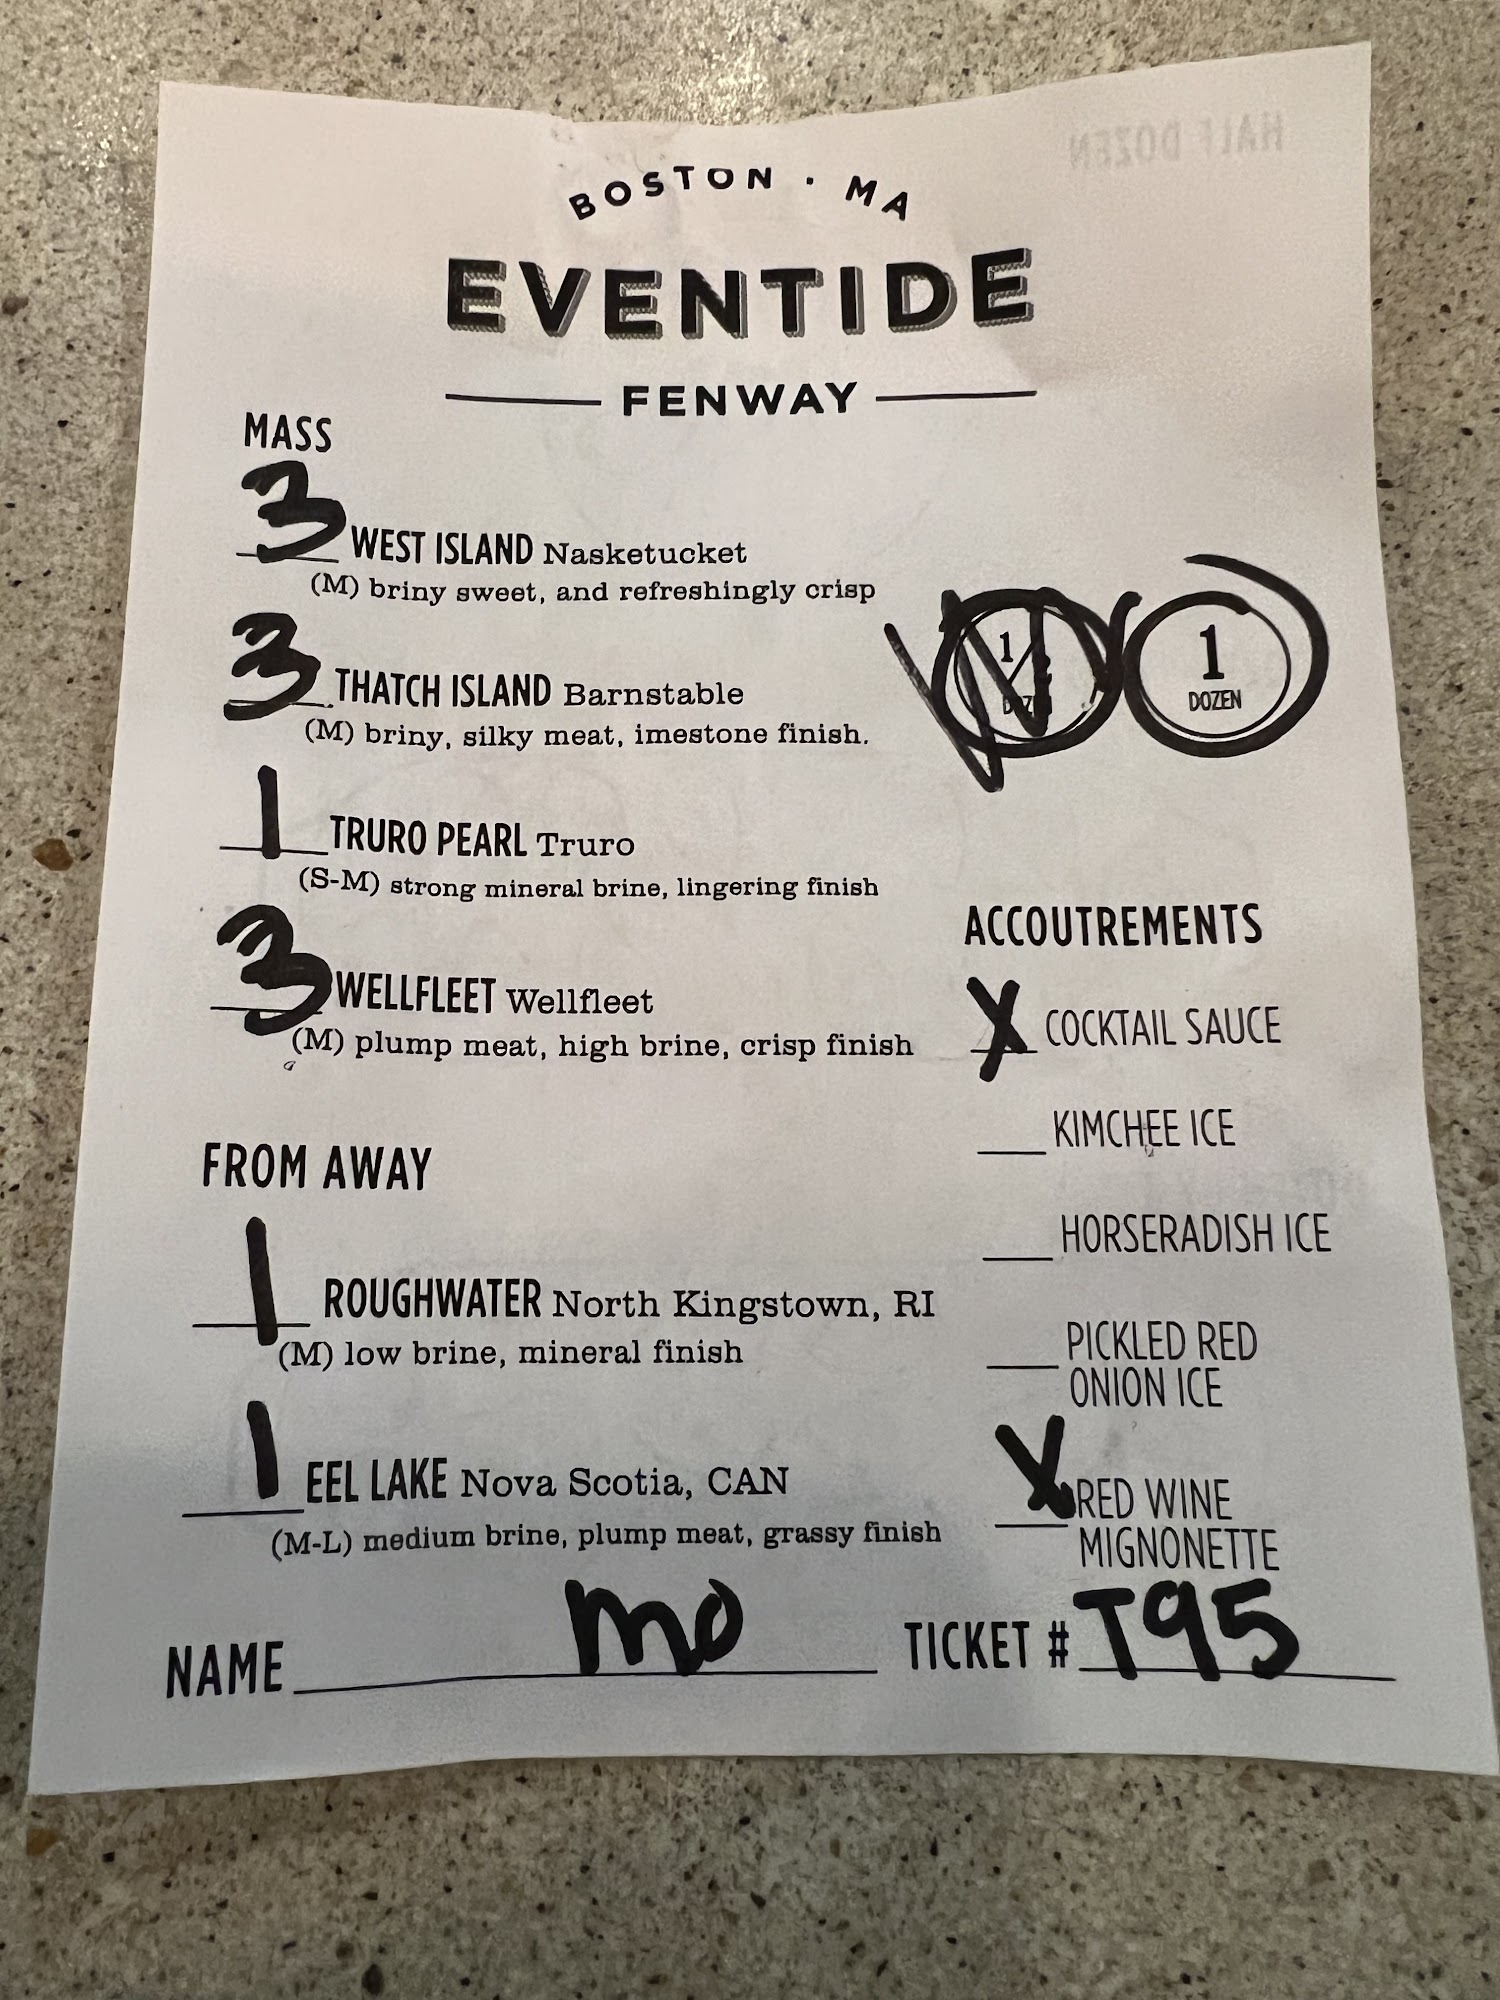 BOSTON · MA
EVENTIDE
FENWAY
MASS
3 WEST ISLAND Nasketucket
(M) briny sweet, and refreshingly crisp
3 THATCH ISLAND Barnstable
(M) briny, silky meat, imestone finish.
1 TRURO PEARL Truro
(S-M) strong mineral brine, lingering finish
3 WELLFLEET Wellfleet
(M) plump meat, high brine, crisp finish
FROM AWAY
1 ROUGHWATER North Kingstown, RI
(M) low brine, mineral finish
1 EEL LAKE Nova Scotia, CAN
(M-L) medium brine, plump meat, grassy finish
1/2
DOZEN
1
DOZEN
ACCOUTREMENTS
X COCKTAIL SAUCE
KIMCHEE ICE
HORSERADISH ICE
PICKLED RED
ONION ICE
X RED WINE
MIGNONETTE
NAME mo
TICKET # T95
HALF DOZEN